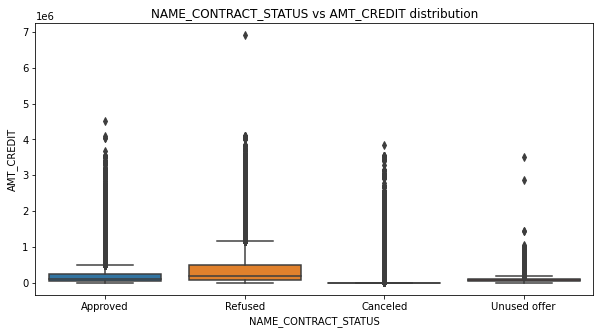 NAME_CONTRACT_STATUS vs AMT_CREDIT distribution
1e6
7
6
5
4
3
2
1
0
AMT_CREDIT
Approved Refused Canceled Unused offer
NAME_CONTRACT_STATUS